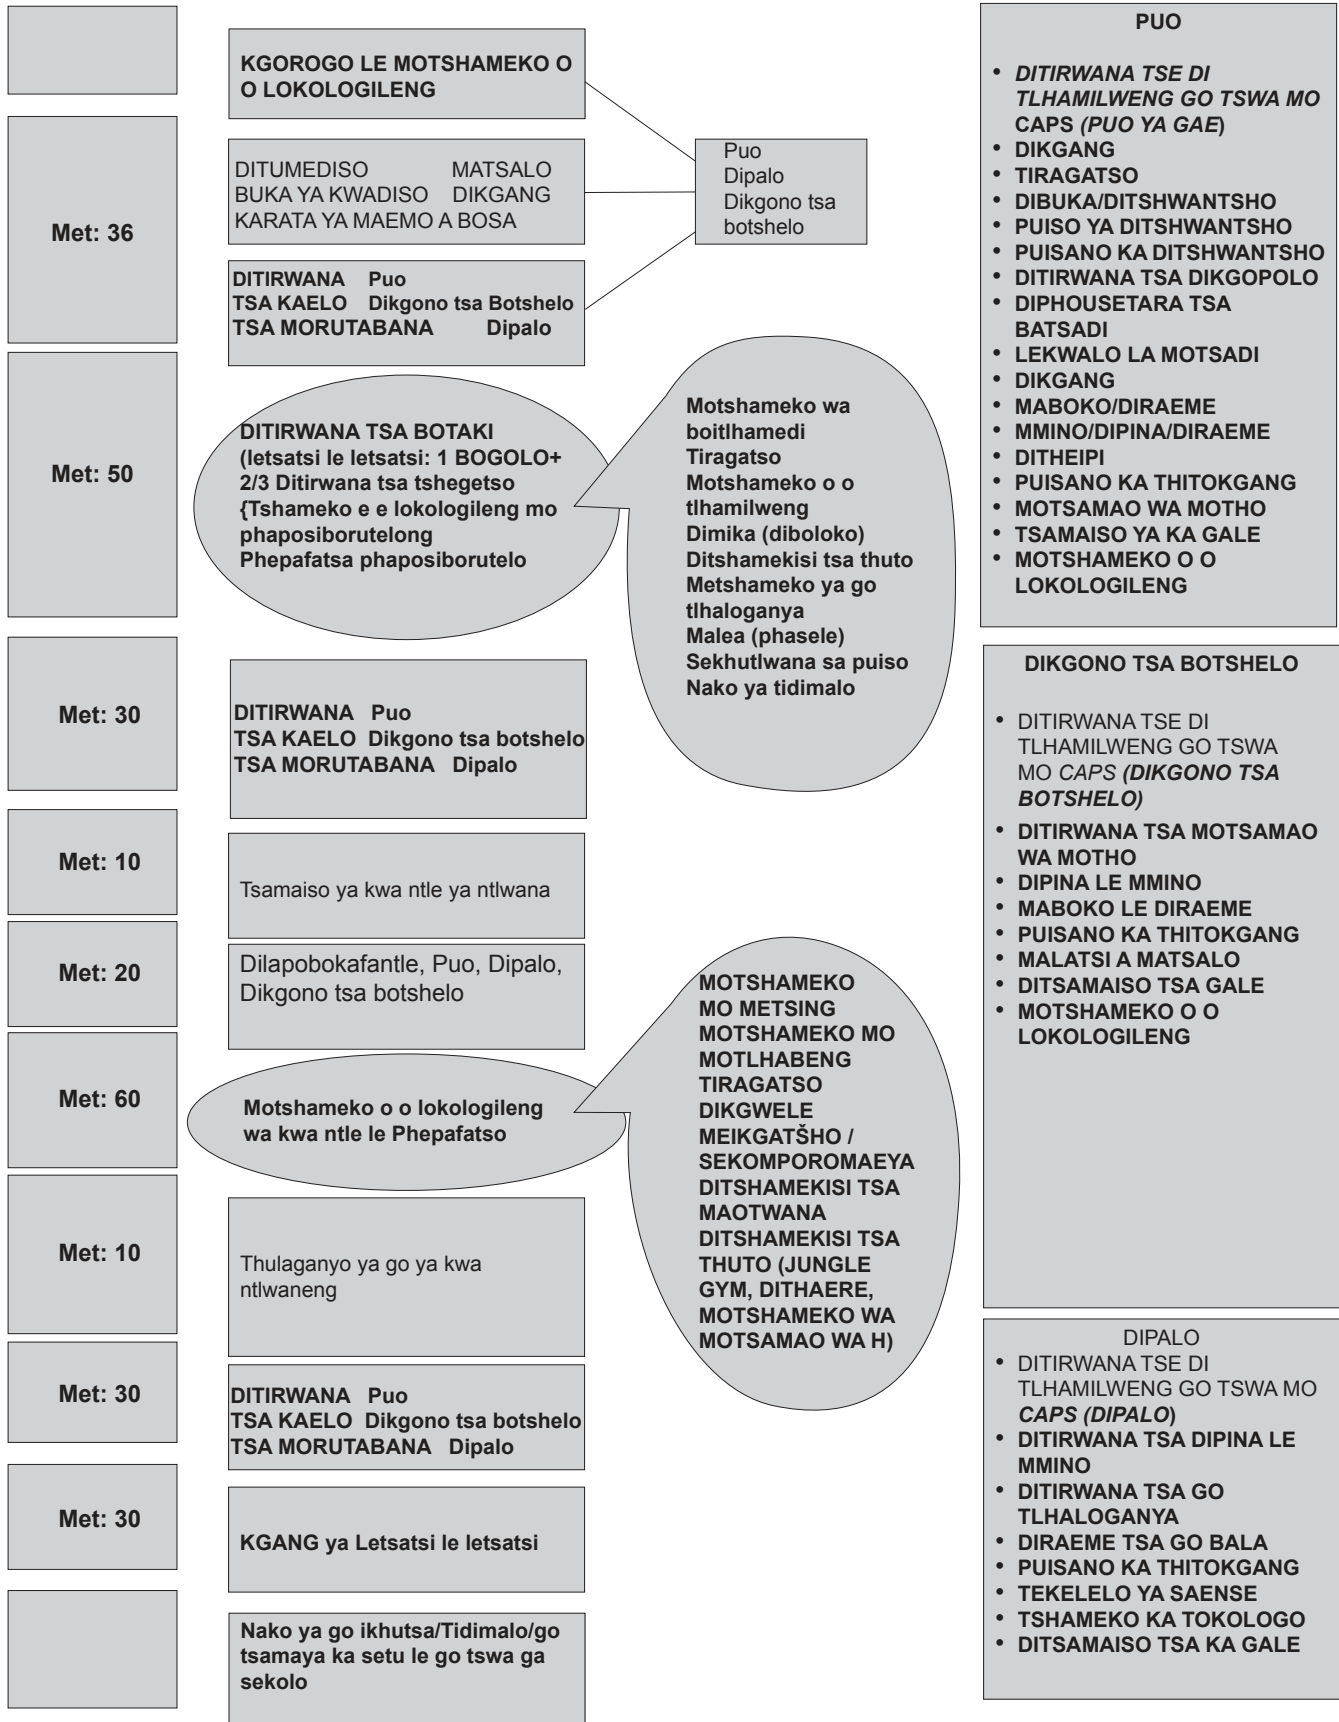 KGOROGO LE MOTSHAMEKO O
O LOKOLOGILENG
Met: 36
DITUMEDISO MATSALO
BUKA YA KWADISO DIKGANG
KARATA YA MAEMO A BOSA
Puo
Dipalo
Dikgono tsa
botshelo
DITIRWANA Puo
TSA KAELO Dikgono tsa Botshelo
TSA MORUTABANA Dipalo
Met: 50
DITIRWANA TSA BOTAKI
(letsatsi le letsatsi: 1 BOGOLO+
2/3 Ditirwana tsa tshegetso
{Tshameko e e lokologileng mo
phaposiborutelong
Phepafatsa phaposiborutelo
Motshameko wa
boitlhamedi
Tiragatso
Motshameko o o
tlhamilweng
Dimika (diboloko)
Ditshamekisi tsa thuto
Metshameko ya go
tlhaloganya
Malea (phasele)
Sekhutlwana sa puiso
Nako ya tidimalo
Met: 30
DITIRWANA Puo
TSA KAELO Dikgono tsa botshelo
TSA MORUTABANA Dipalo
Met: 10
Tsamaiso ya kwa ntle ya ntlwana
Met: 20
Dilapobokafantle, Puo, Dipalo,
Dikgono tsa botshelo
Met: 60
Motshameko o o lokologileng
wa kwa ntle le Phepafatso
MOTSHAMEKO
MO METSING
MOTSHAMEKO MO
MOTLHABENG
TIRAGATSO
DIKGWELE
MEIKGATŠHO /
SEKOMPOROMAEYA
DITSHAMEKISI TSA
MAOTWANA
DITSHAMEKISI TSA
THUTO (JUNGLE
GYM, DITHAERE,
MOTSHAMEKO WA
MOTSAMAO WA H)
Met: 10
Thulaganyo ya go ya kwa
ntlwaneng
Met: 30
DITIRWANA Puo
TSA KAELO Dikgono tsa botshelo
TSA MORUTABANA Dipalo
Met: 30
KGANG ya Letsatsi le letsatsi
Nako ya go ikhutsa/Tidimalo/go
tsamaya ka setu le go tswa ga
sekolo
PUO
• DITIRWANA TSE DI
TLHAMILWENG GO TSWA MO
CAPS (PUO YA GAE)
• DIKGANG
• TIRAGATSO
• DIBUKA/DITSHWANTSHO
• PUISO YA DITSHWANTSHO
• PUISANO KA DITSHWANTSHO
• DITIRWANA TSA DIKGOPOLO
• DIPHOUSETARA TSA
BATSADI
• LEKWALO LA MOTSADI
• DIKGANG
• MABOKO/DIRAEME
• MMINO/DIPINA/DIRAEME
• DITHEIPI
• PUISANO KA THITOKGANG
• MOTSAMAO WA MOTHO
• TSAMAISO YA KA GALE
• MOTSHAMEKO O O
LOKOLOGILENG
DIKGONO TSA BOTSHELO
• DITIRWANA TSE DI
TLHAMILWENG GO TSWA
MO CAPS (DIKGONO TSA
BOTSHELO)
• DITIRWANA TSA MOTSAMAO
WA MOTHO
• DIPINA LE MMINO
• MABOKO LE DIRAEME
• PUISANO KA THITOKGANG
• MALATSI A MATSALO
• DITSAMAISO TSA GALE
• MOTSHAMEKO O O
LOKOLOGILENG
DIPALO
• DITIRWANA TSE DI
TLHAMILWENG GO TSWA MO
CAPS (DIPALO)
• DITIRWANA TSA DIPINA LE
MMINO
• DITIRWANA TSA GO
TLHALOGANYA
• DIRAEME TSA GO BALA
• PUISANO KA THITOKGANG
• TEKELELO YA SAENSE
• TSHAMEKO KA TOKOLOGO
• DITSAMAISO TSA KA GALE